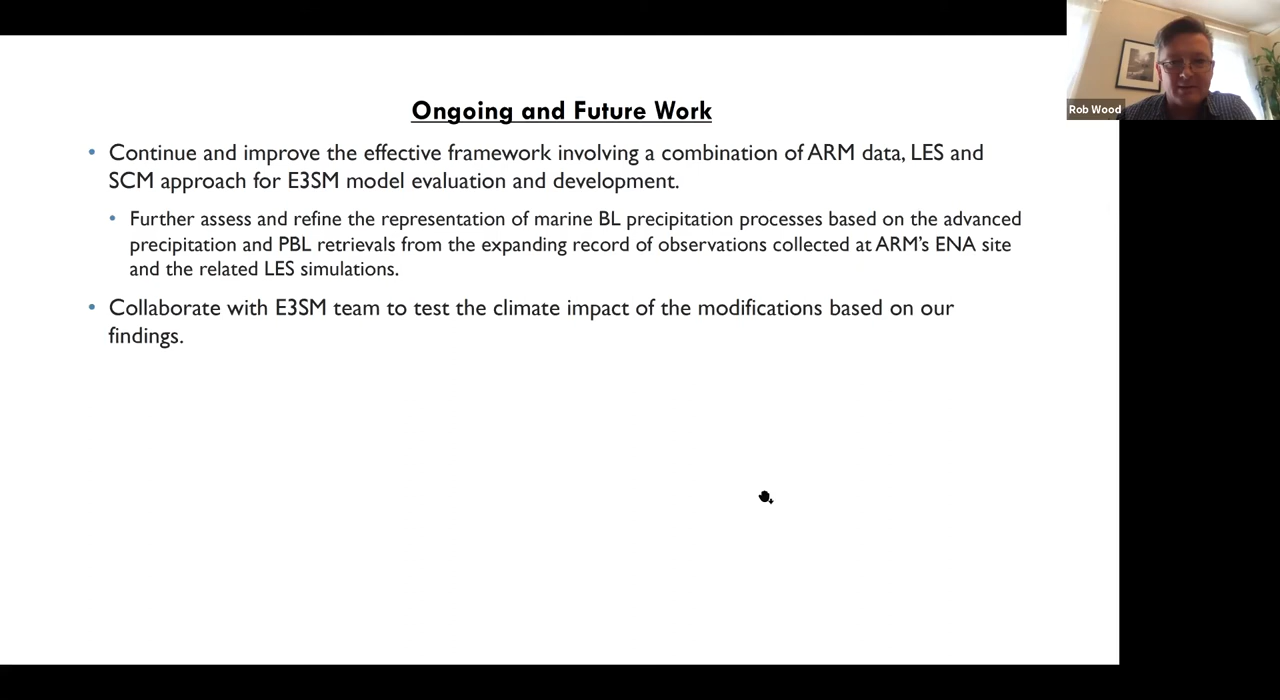 Ongoing and Future Work
• Continue and improve the effective framework involving a combination of ARM data, LES and
SCM approach for E3SM model evaluation and development.
• Further assess and refine the representation of marine BL precipitation processes based on the advanced
precipitation and PBL retrievals from the expanding record of observations collected at ARM’s ENA site
and the related LES simulations.
• Collaborate with E3SM team to test the climate impact of the modifications based on our
findings.
Rob Wood